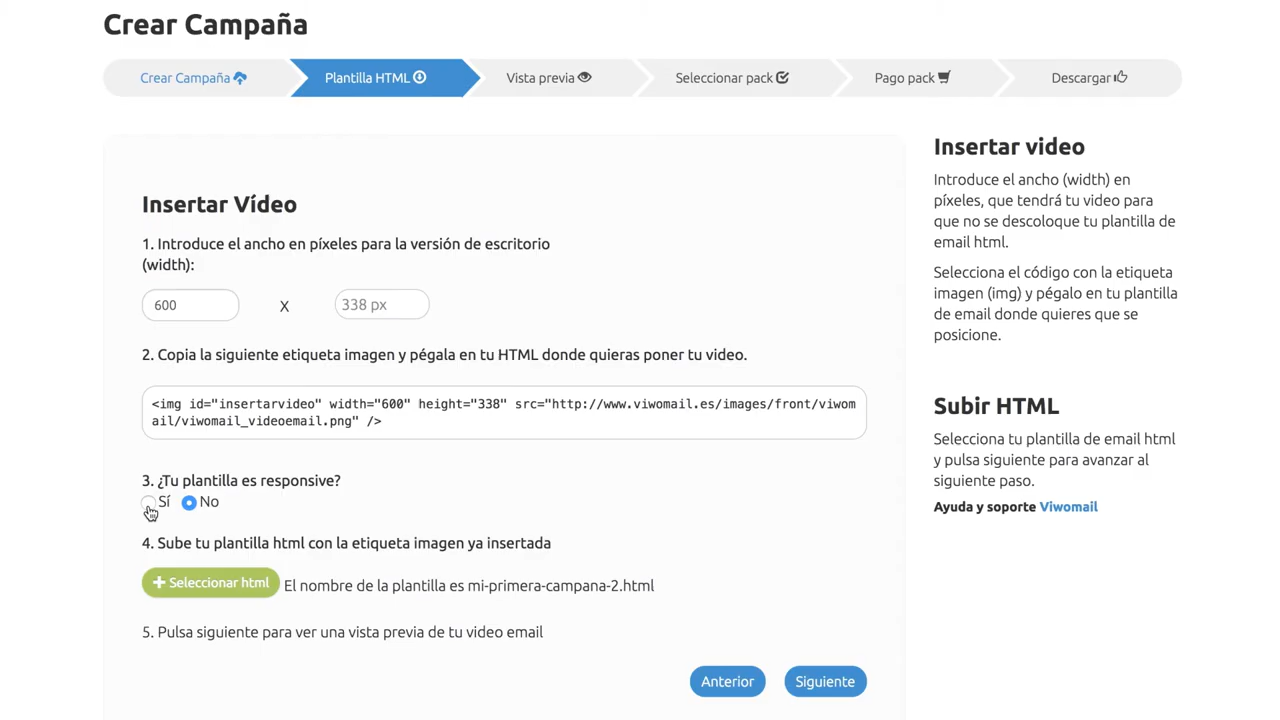 Crear Campaña
Crear Campaña
Plantilla HTML
Vista previa
Seleccionar pack
Pago pack
Descargar
Insertar Vídeo
1. Introduce el ancho en píxeles para la versión de escritorio
(width):
600
X
338 px
2. Copia la siguiente etiqueta imagen y pégala en tu HTML donde quieras poner tu video.
<img id="insertarvideo" width="600" height="338" src="http://www.viwomail.es/images/front/viwom
ail/viwomail_videoemail.png" />
3. ¿Tu plantilla es responsive?
Sí No
4. Sube tu plantilla html con la etiqueta imagen ya insertada
Seleccionar html El nombre de la plantilla es mi-primera-campana-2.html
5. Pulsa siguiente para ver una vista previa de tu video email
Anterior
Siguiente
Insertar video
Introduce el ancho (width) en
píxeles, que tendrá tu video para
que no se descoloque tu plantilla de
email html.
Selecciona el código con la etiqueta
imagen (img) y pégalo en tu plantilla
de email donde quieres que se
posicione.
Subir HTML
Selecciona tu plantilla de email html
y pulsa siguiente para avanzar al
siguiente paso.
Ayuda y soporte Viwomail